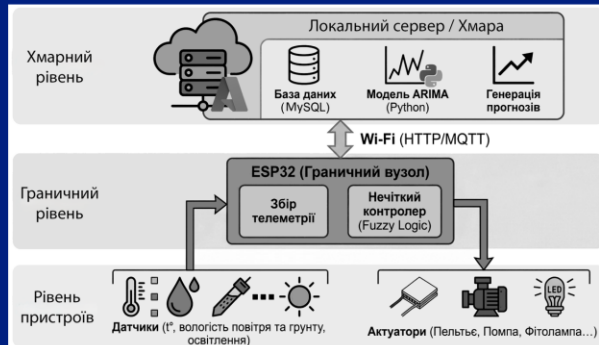 Локальний сервер / Хмара
Хмарний
рівень
База даних
(MySQL)
Модель ARIMA
(Python)
Генерація
прогнозів
Wi-Fi (HTTP/MQTT)
Граничний
рівень
ESP32 (Граничний вузол)
Збір
телеметрії
Нечіткий
контролер
(Fuzzy Logic)
Рівень
пристроїв
Датчики (t°, вологість повітря та грунту,
освітлення)
LED
Актуатори (Пельтьє, Помпа, Фітолампа...)